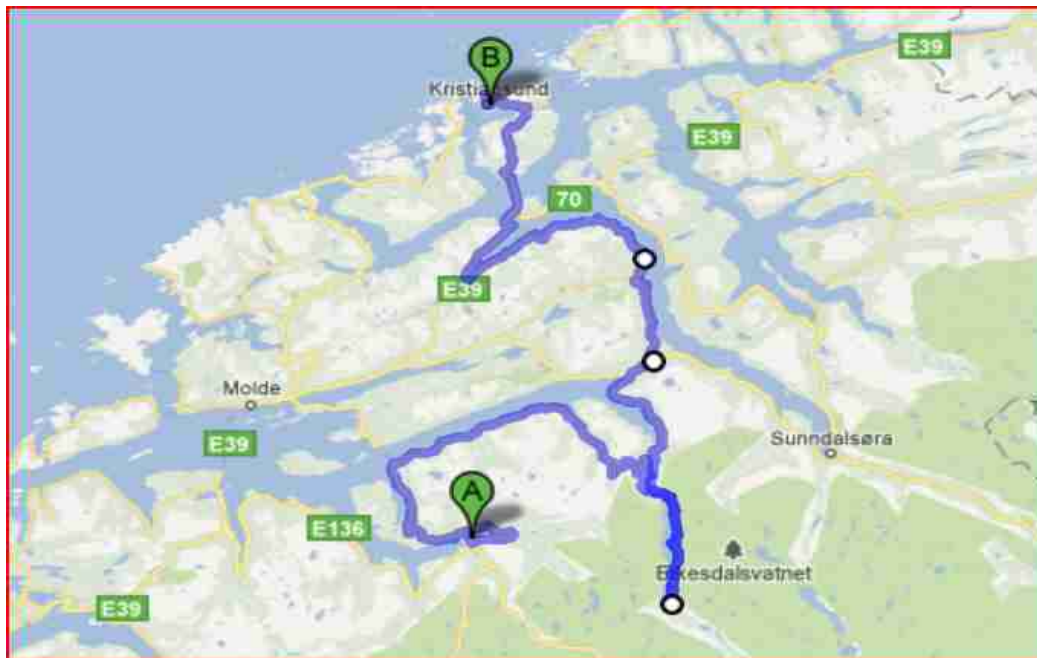 E39
B
Kristiansund
E39
70
E39
Molde
E39
Sunndalsøra
A
E136
Eikesdalsvatnet
E39